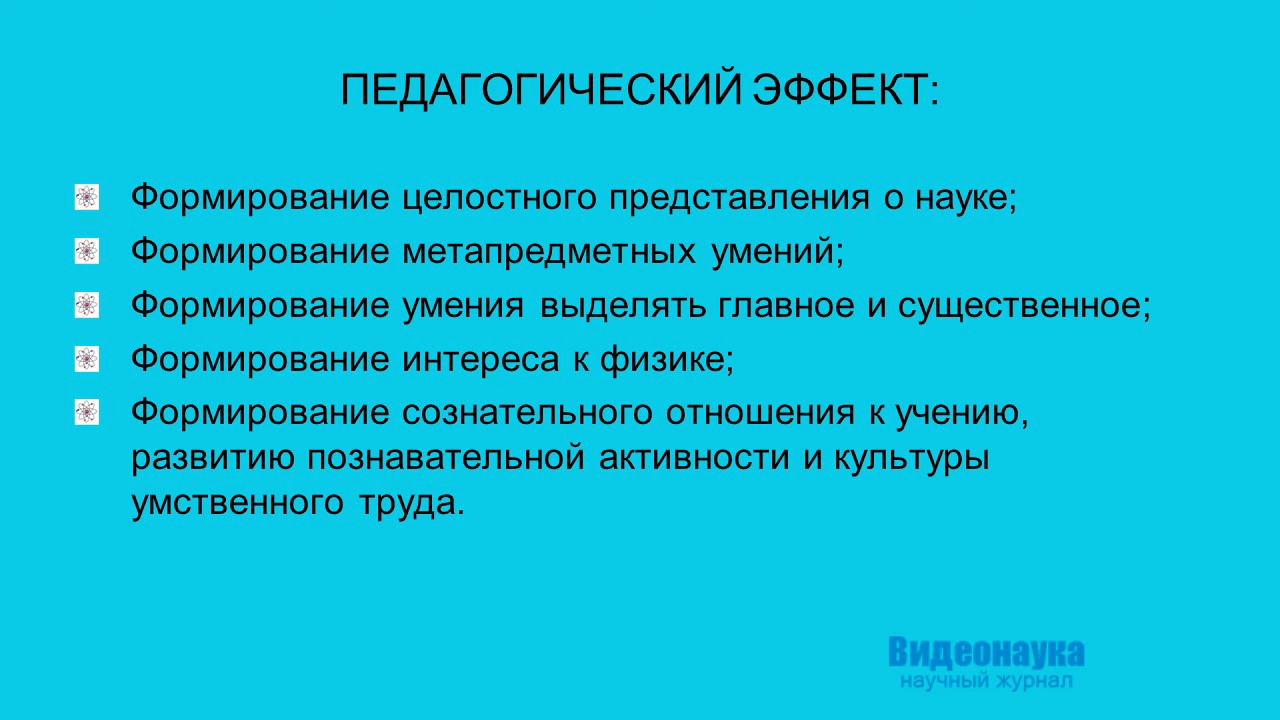 ПЕДАГОГИЧЕСКИЙ ЭФФЕКТ:
Формирование целостного представления о науке;
Формирование метапредметных умений;
Формирование умения выделять главное и существенное;
Формирование интереса к физике;
Формирование сознательного отношения к учению,
развитию познавательной активности и культуры
умственного труда.
Видеонаука
научный журнал